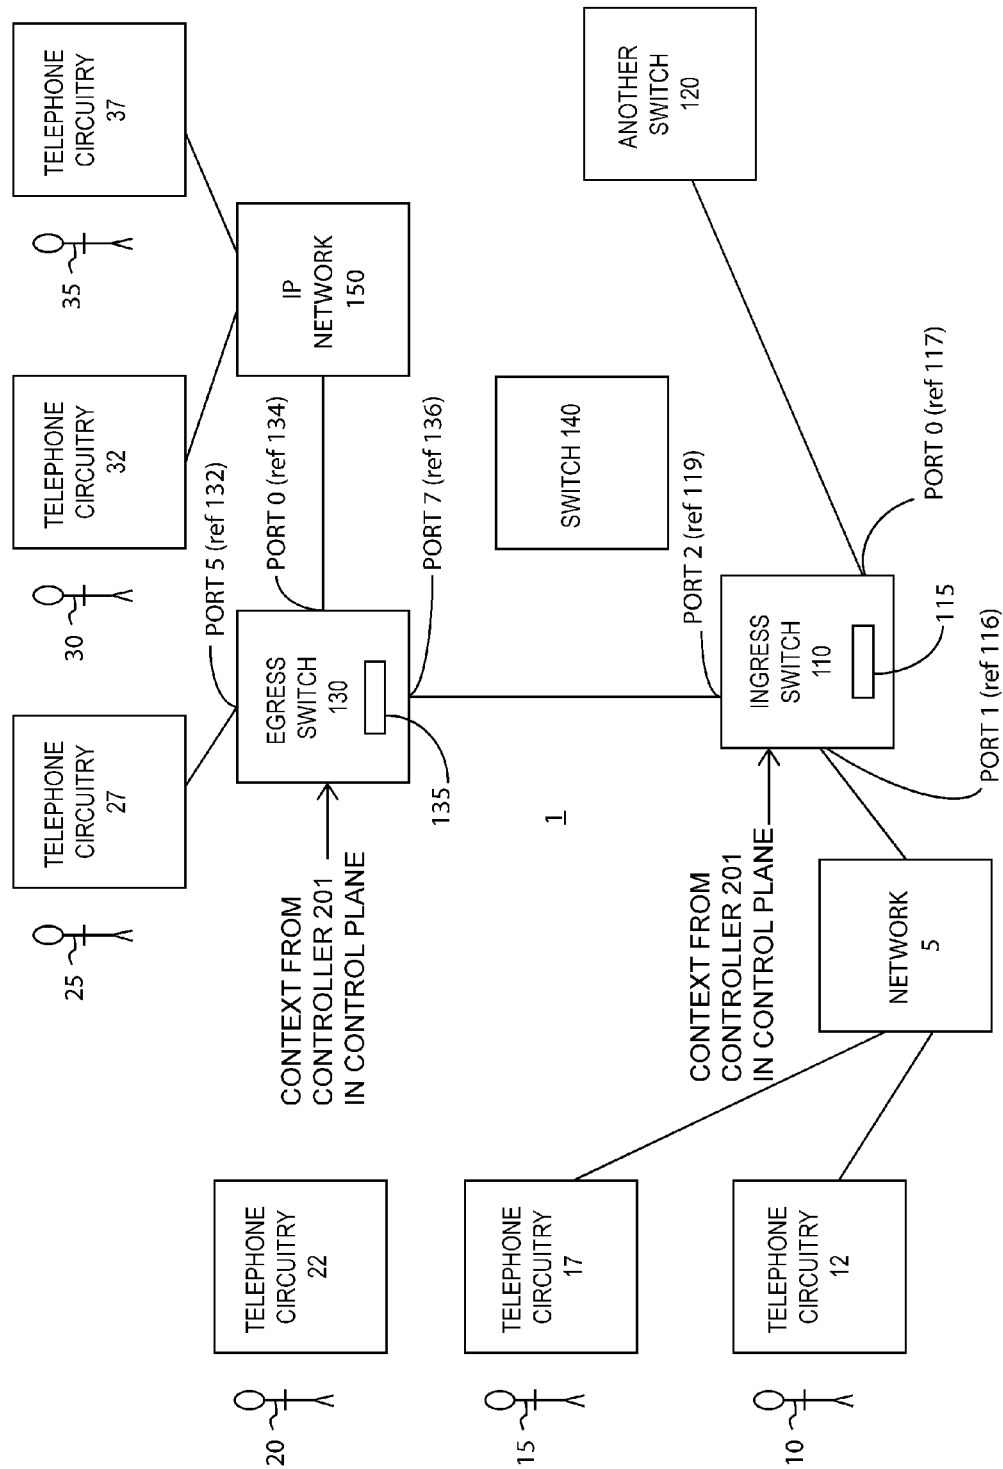 TELEPHONE
CIRCUITRY
27
TELEPHONE
CIRCUITRY
32
TELEPHONE
CIRCUITRY
37
25
30
35
PORT 5 (ref 132)
PORT 0 (ref 134)
20
TELEPHONE
CIRCUITRY
22
CONTEXT FROM
CONTROLLER 201
IN CONTROL PLANE
EGRESS
SWITCH
130
IP
NETWORK
150
135
PORT 7 (ref 136)
15
TELEPHONE
CIRCUITRY
17
1
SWITCH 140
ANOTHER
SWITCH
120
PORT 2 (ref 119)
CONTEXT FROM
CONTROLLER 201
IN CONTROL PLANE
INGRESS
SWITCH
110
10
TELEPHONE
CIRCUITRY
12
NETWORK
5
115
PORT 0 (ref 117)
PORT 1 (ref 116)